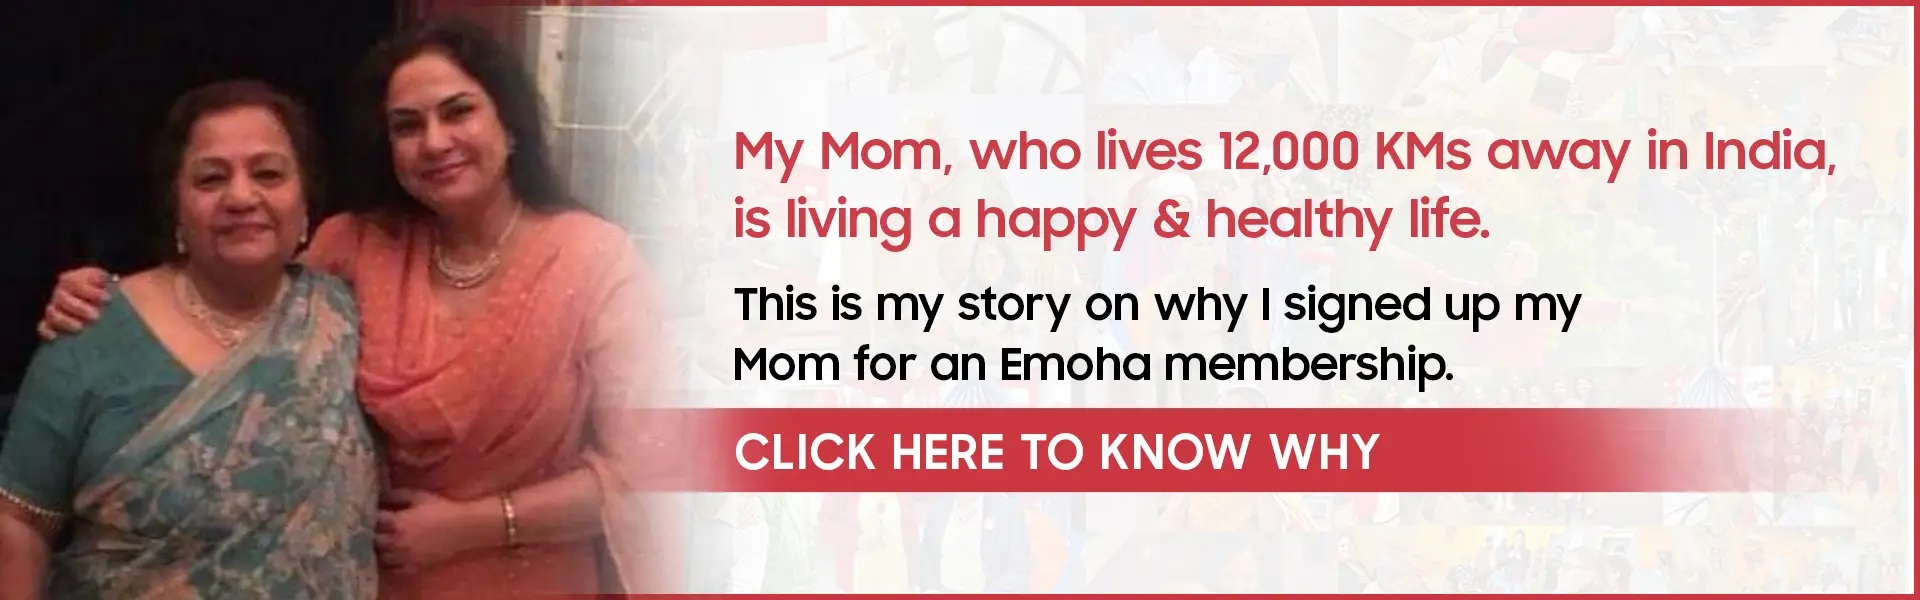 My Mom, who lives 12,000 KMs away in India,
is living a happy & healthy life.
This is my story on why I signed up my
Mom for an Emoha membership.
CLICK HERE TO KNOW WHY